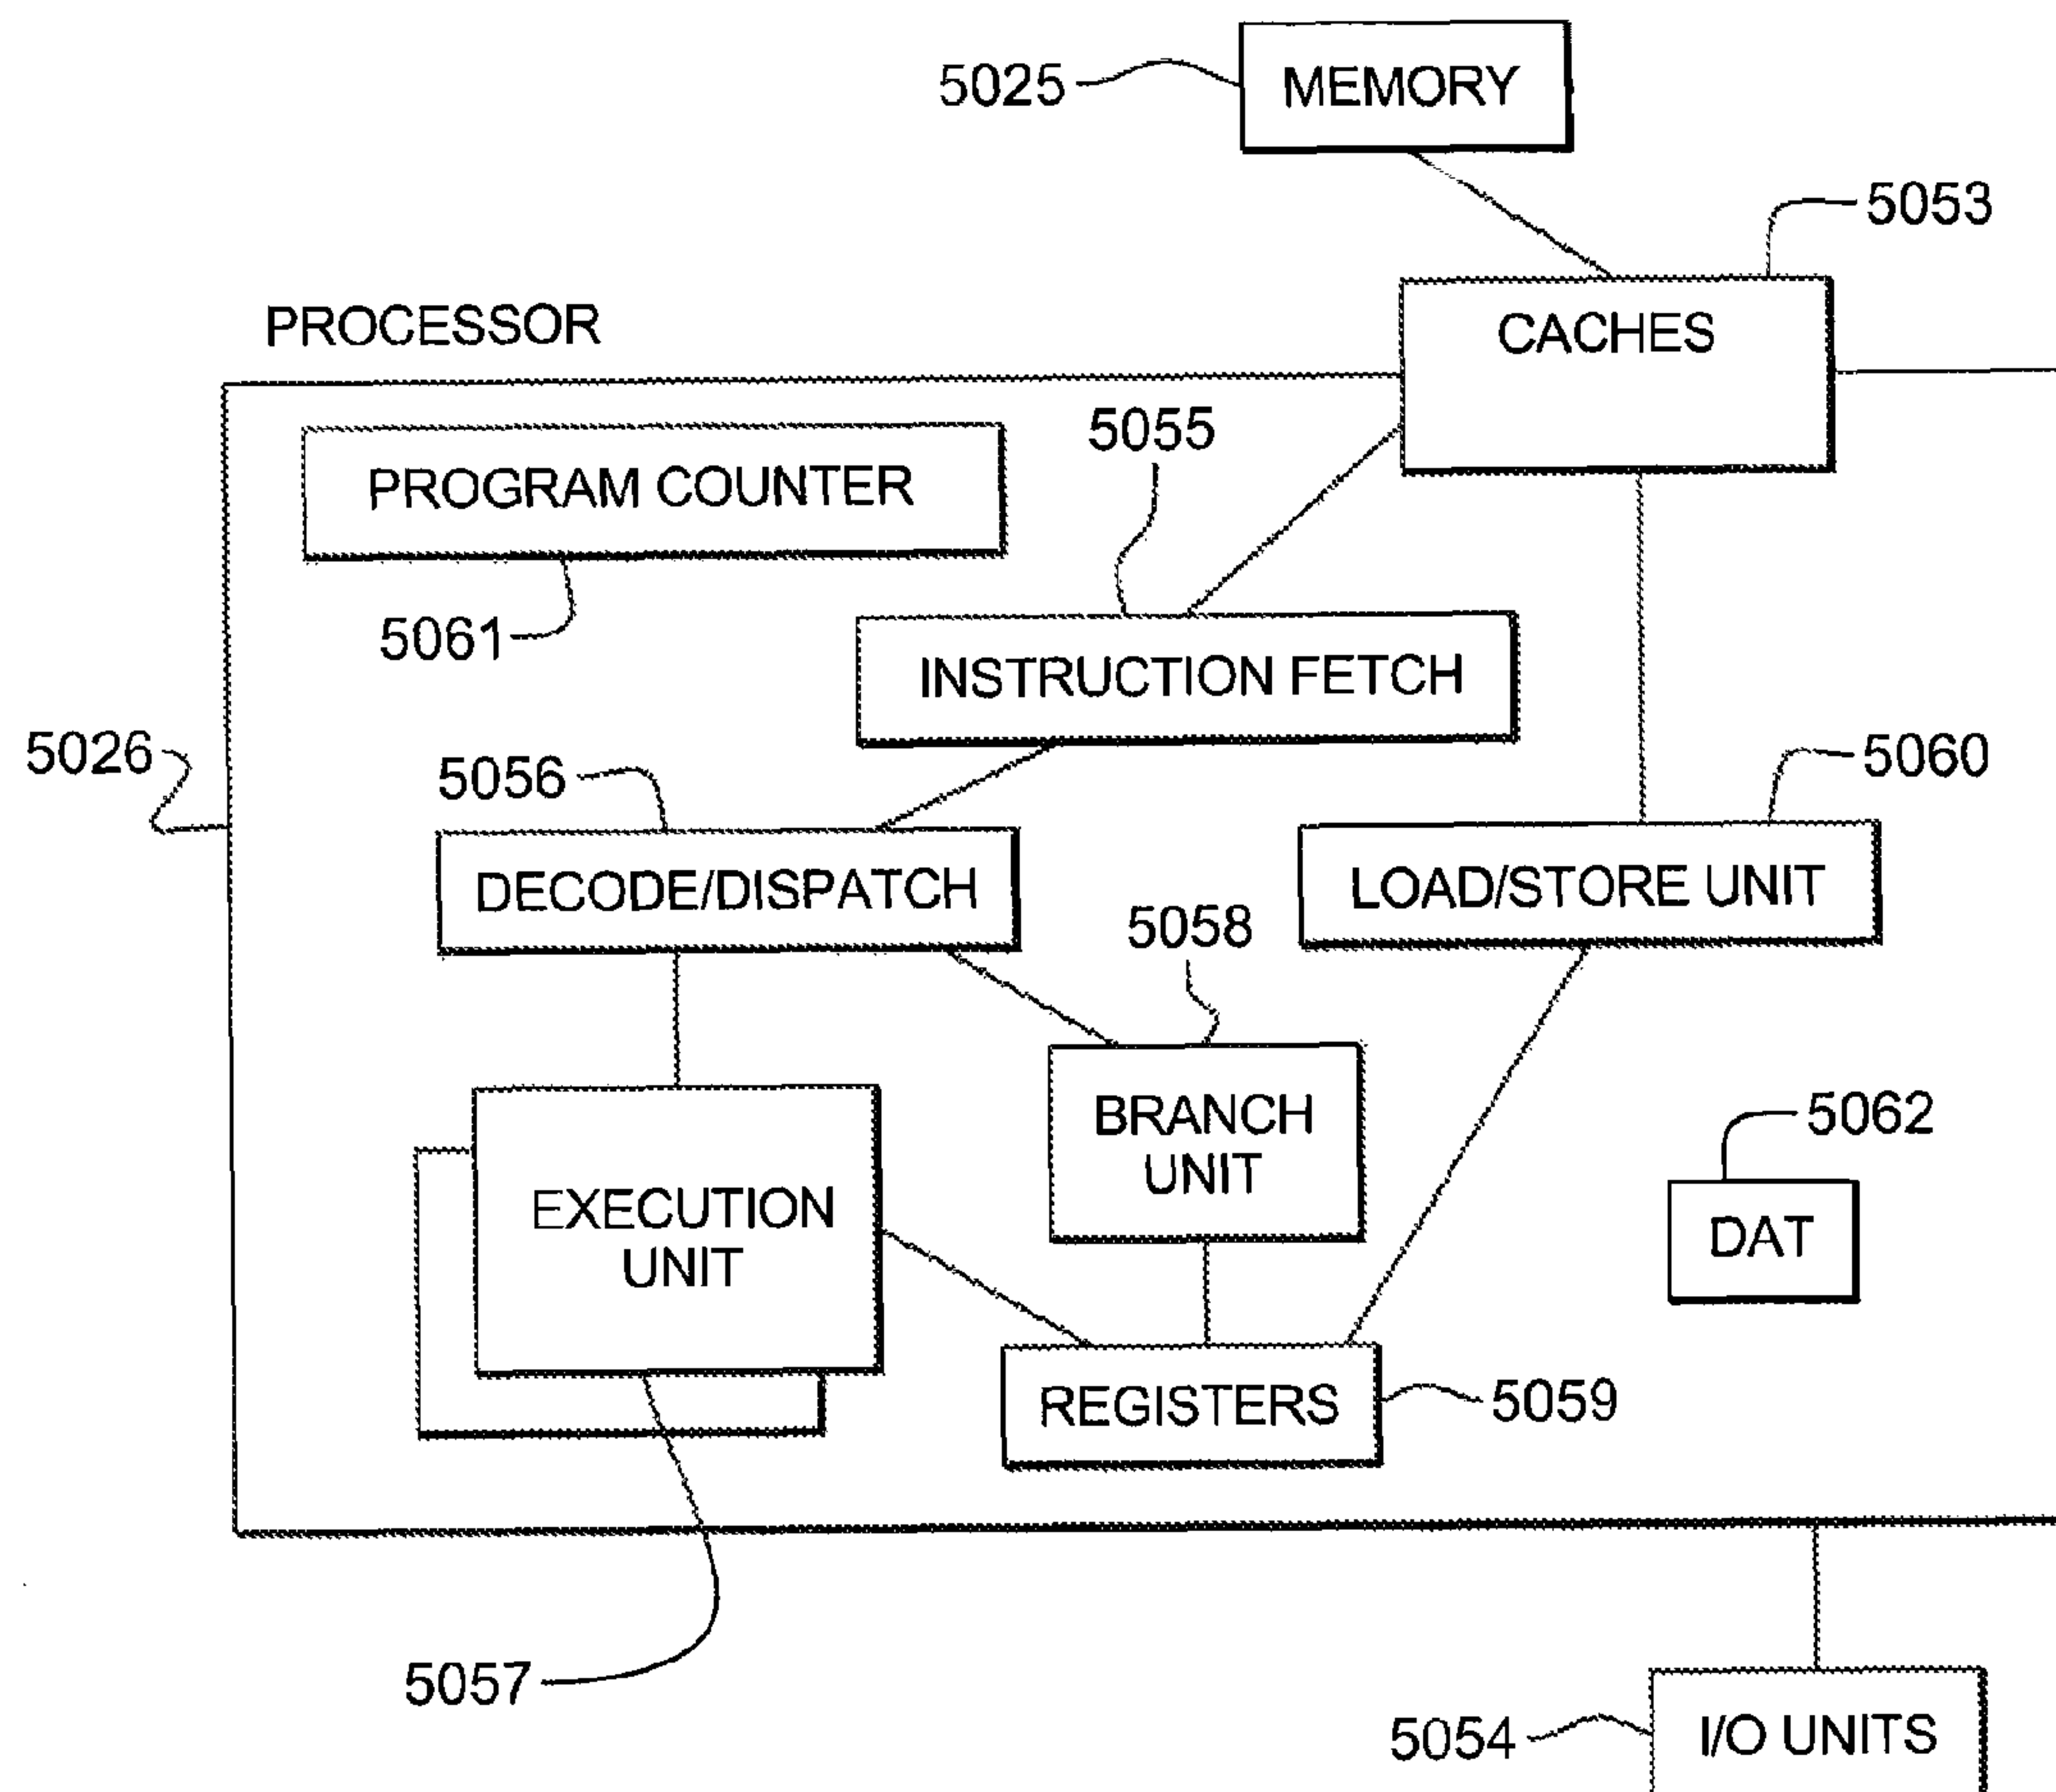 MEMORY
5025
5053
CACHES
PROCESSOR
5055
PROGRAM COUNTER
5061
INSTRUCTION FETCH
5026
5056
5060
DECODE/DISPATCH
LOAD/STORE UNIT
5058
BRANCH
UNIT
5062
EXECUTION
UNIT
DAT
REGISTERS
5059
5057
5054
I/O UNITS